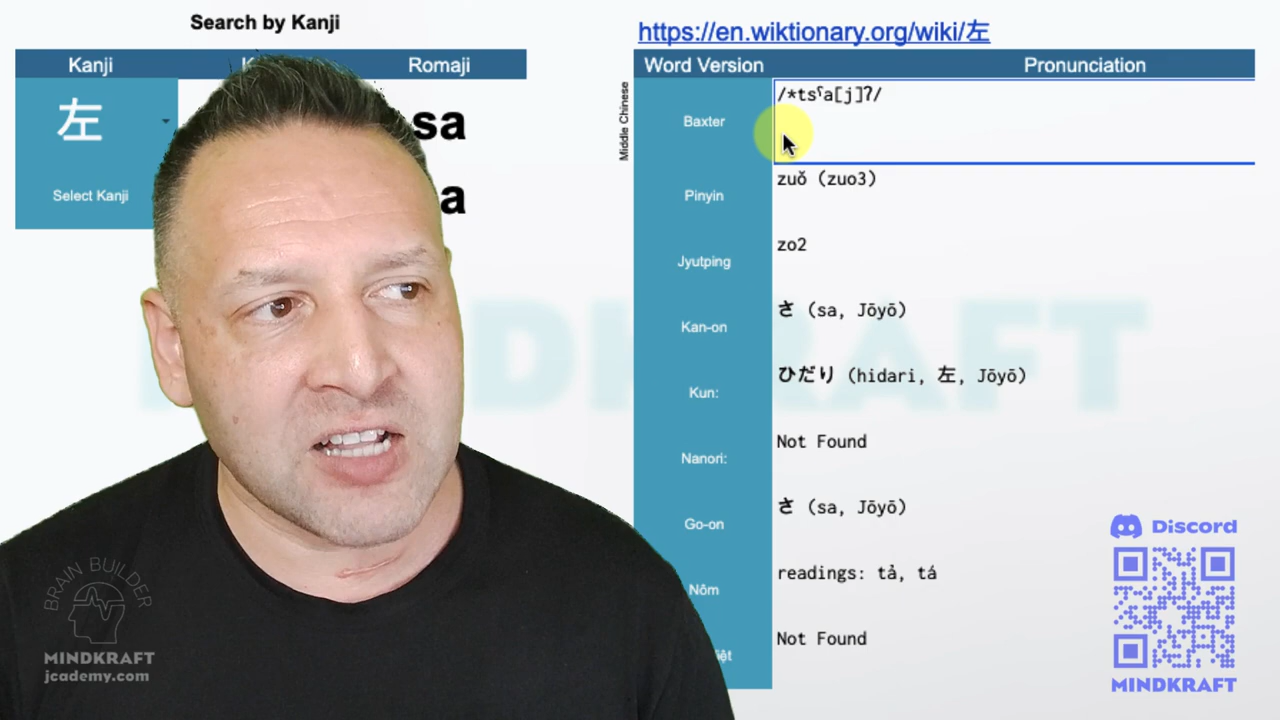 Search by Kanji
Kanji
Romaji
左
sa
Select Kanji
a
https://en.wiktionary.org/wiki/左
Word Version
Pronunciation
Middle Chinese
Baxter
/*tsˤa[j]ʔ/
Pinyin
zuǒ (zuo3)
Jyutping
zo2
Kan-on
さ (sa, Jōyō)
Kun:
ひだり (hidari, 左, Jōyō)
Nanori:
Not Found
Go-on
さ (sa, Jōyō)
Nôm
readings: tả, tá
Not Found
BRAIN BUILDER
MINDKRAFT
jcademy.com
Discord
MINDKRAFT